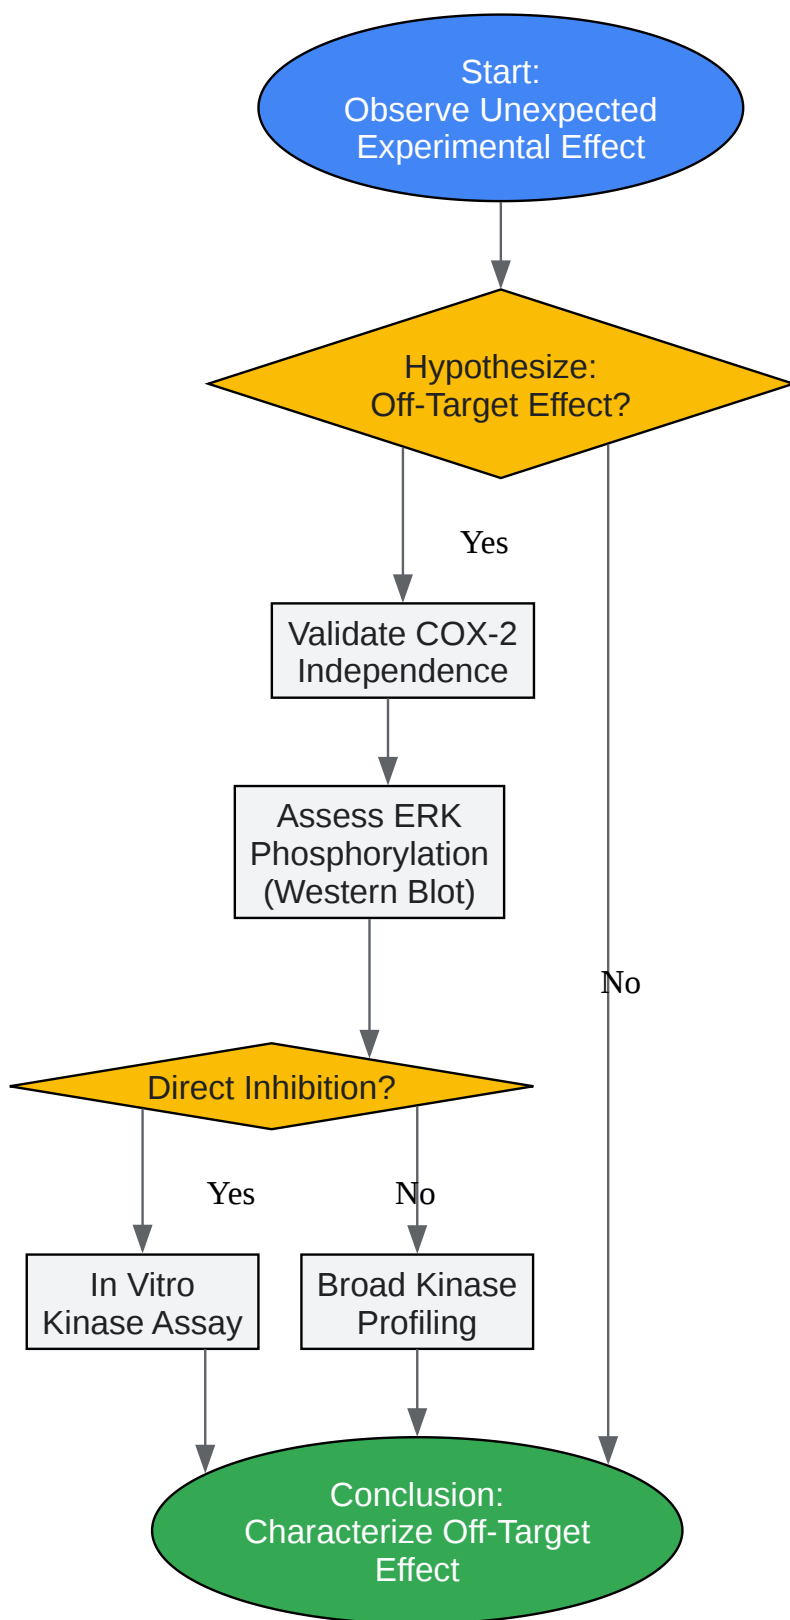 Start:
Observe Unexpected
Experimental Effect
Hypothesize:
Off-Target Effect?
Yes
Validate COX-2
Independence
Assess ERK
Phosphorylation
(Western Blot)
No
Direct Inhibition?
Yes
No
In Vitro
Kinase Assay
Broad Kinase
Profiling
Conclusion:
Characterize Off-Target
Effect